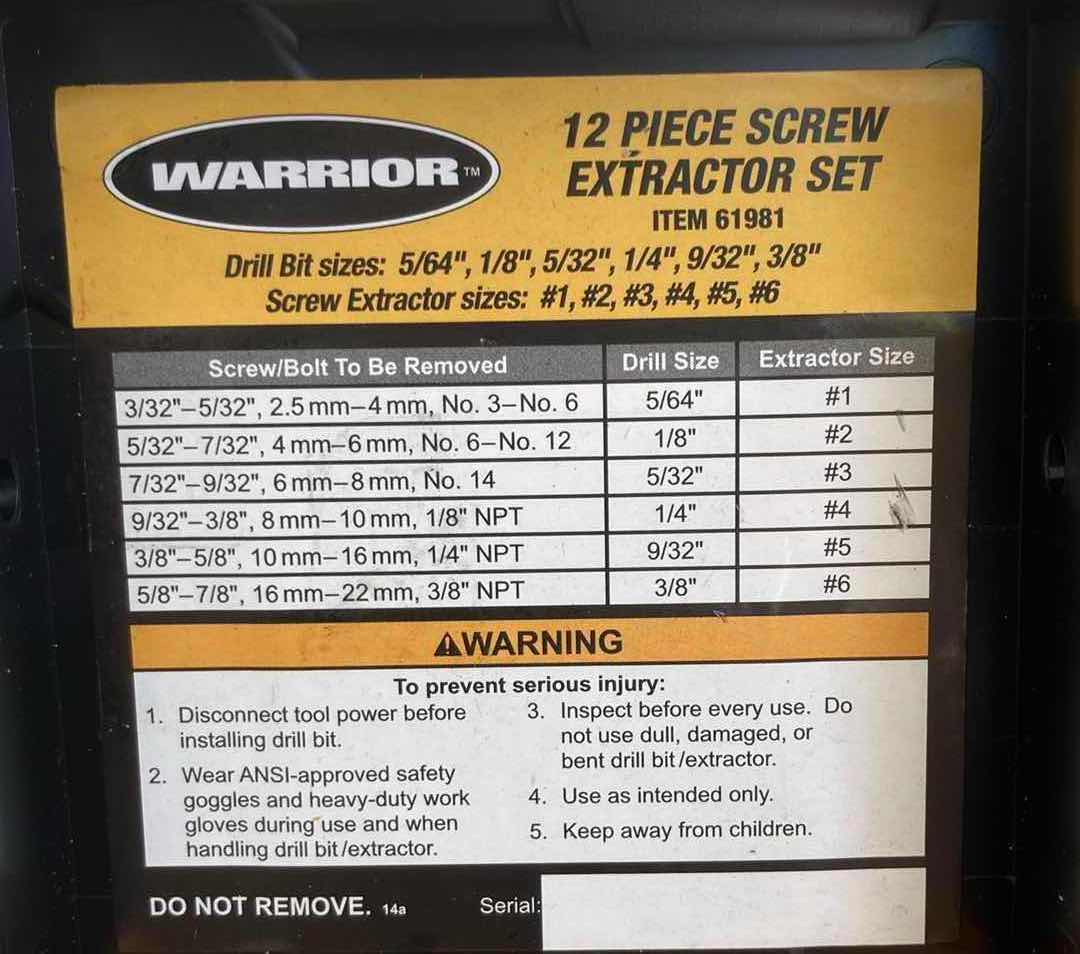 WARRIOR™
12 PIECE SCREW
EXTRACTOR SET
ITEM 61981
Drill Bit sizes: 5/64", 1/8", 5/32", 1/4", 9/32", 3/8"
Screw Extractor sizes: #1, #2, #3, #4, #5, #6
Screw/Bolt To Be Removed Drill Size Extractor Size
3/32"–5/32", 2.5 mm–4 mm, No. 3–No. 6 5/64" #1
5/32"–7/32", 4 mm–6 mm, No. 6–No. 12 1/8" #2
7/32"–9/32", 6 mm–8 mm, No. 14 5/32" #3
9/32"–3/8", 8 mm–10 mm, 1/8" NPT 1/4" #4
3/8"–5/8", 10 mm–16 mm, 1/4" NPT 9/32" #5
5/8"–7/8", 16 mm–22 mm, 3/8" NPT 3/8" #6
⚠WARNING
To prevent serious injury:
1. Disconnect tool power before
installing drill bit.
2. Wear ANSI-approved safety
goggles and heavy-duty work
gloves during use and when
handling drill bit/extractor.
3. Inspect before every use. Do
not use dull, damaged, or
bent drill bit/extractor.
4. Use as intended only.
5. Keep away from children.
DO NOT REMOVE. 14a
Serial: